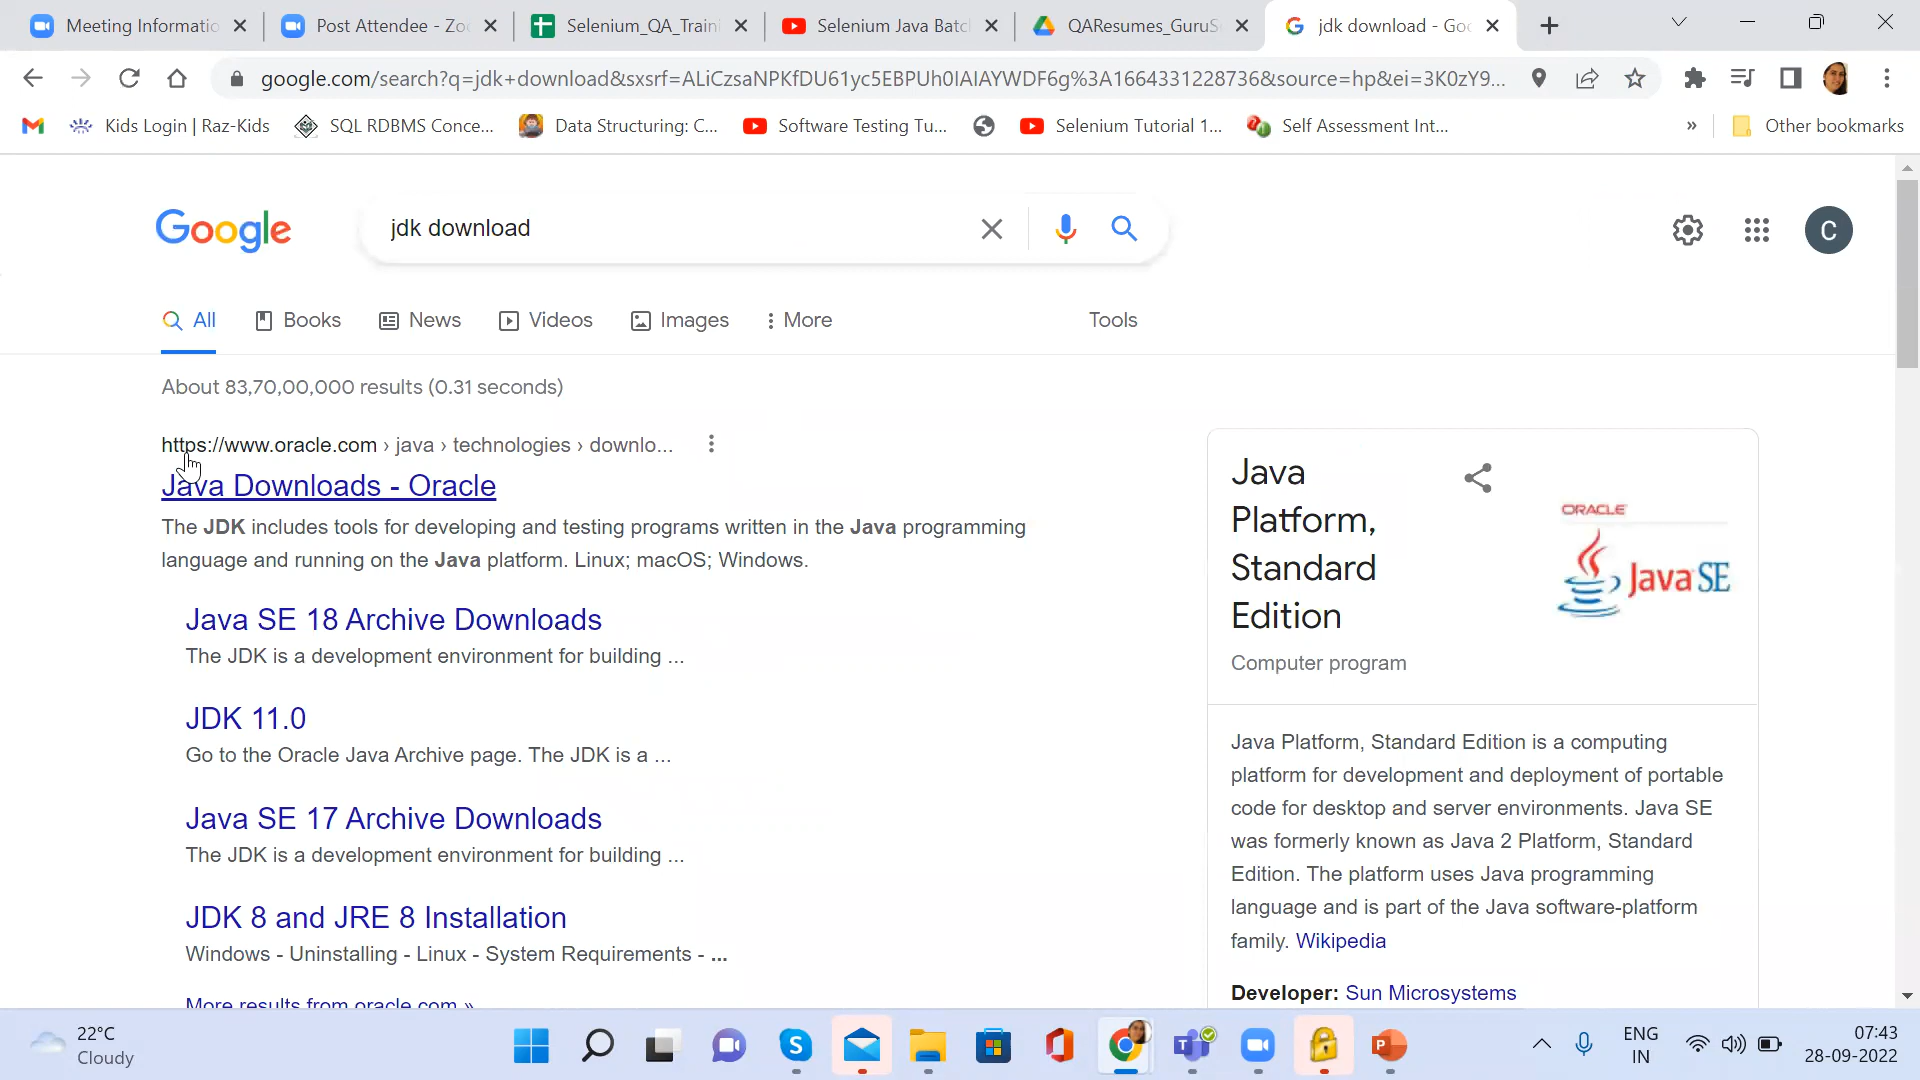 Meeting Informatio
Post Attendee - Zo
Selenium_QA_Traini
Selenium Java Batc
QAResumes_GuruS
jdk download - Goo
google.com/search?q=jdk+download&sxsrf=ALiCzsaNPKfDU61yc5EBPUh0IAIAYWDF6g%3A1664331228736&source=hp&ei=3K0zY9...
Kids Login | Raz-Kids
SQL RDBMS Conce...
Data Structuring: C...
Software Testing Tu...
Selenium Tutorial 1...
Self Assessment Int...
»
Other bookmarks
Google
jdk download
C
All
Books
News
Videos
Images
More
Tools
About 83,70,00,000 results (0.31 seconds)
https://www.oracle.com › java › technologies › downlo...
Java Downloads - Oracle
The JDK includes tools for developing and testing programs written in the Java programming
language and running on the Java platform. Linux; macOS; Windows.
Java SE 18 Archive Downloads
The JDK is a development environment for building ...
JDK 11.0
Go to the Oracle Java Archive page. The JDK is a ...
Java SE 17 Archive Downloads
The JDK is a development environment for building ...
JDK 8 and JRE 8 Installation
Windows - Uninstalling - Linux - System Requirements - ...
More results from oracle.com »
Java
Platform,
Standard
Edition
Computer program
ORACLE
Java SE
Java Platform, Standard Edition is a computing
platform for development and deployment of portable
code for desktop and server environments. Java SE
was formerly known as Java 2 Platform, Standard
Edition. The platform uses Java programming
language and is part of the Java software-platform
family. Wikipedia
Developer: Sun Microsystems
22°C
Cloudy
S
T
P
ENG
IN
07:43
28-09-2022